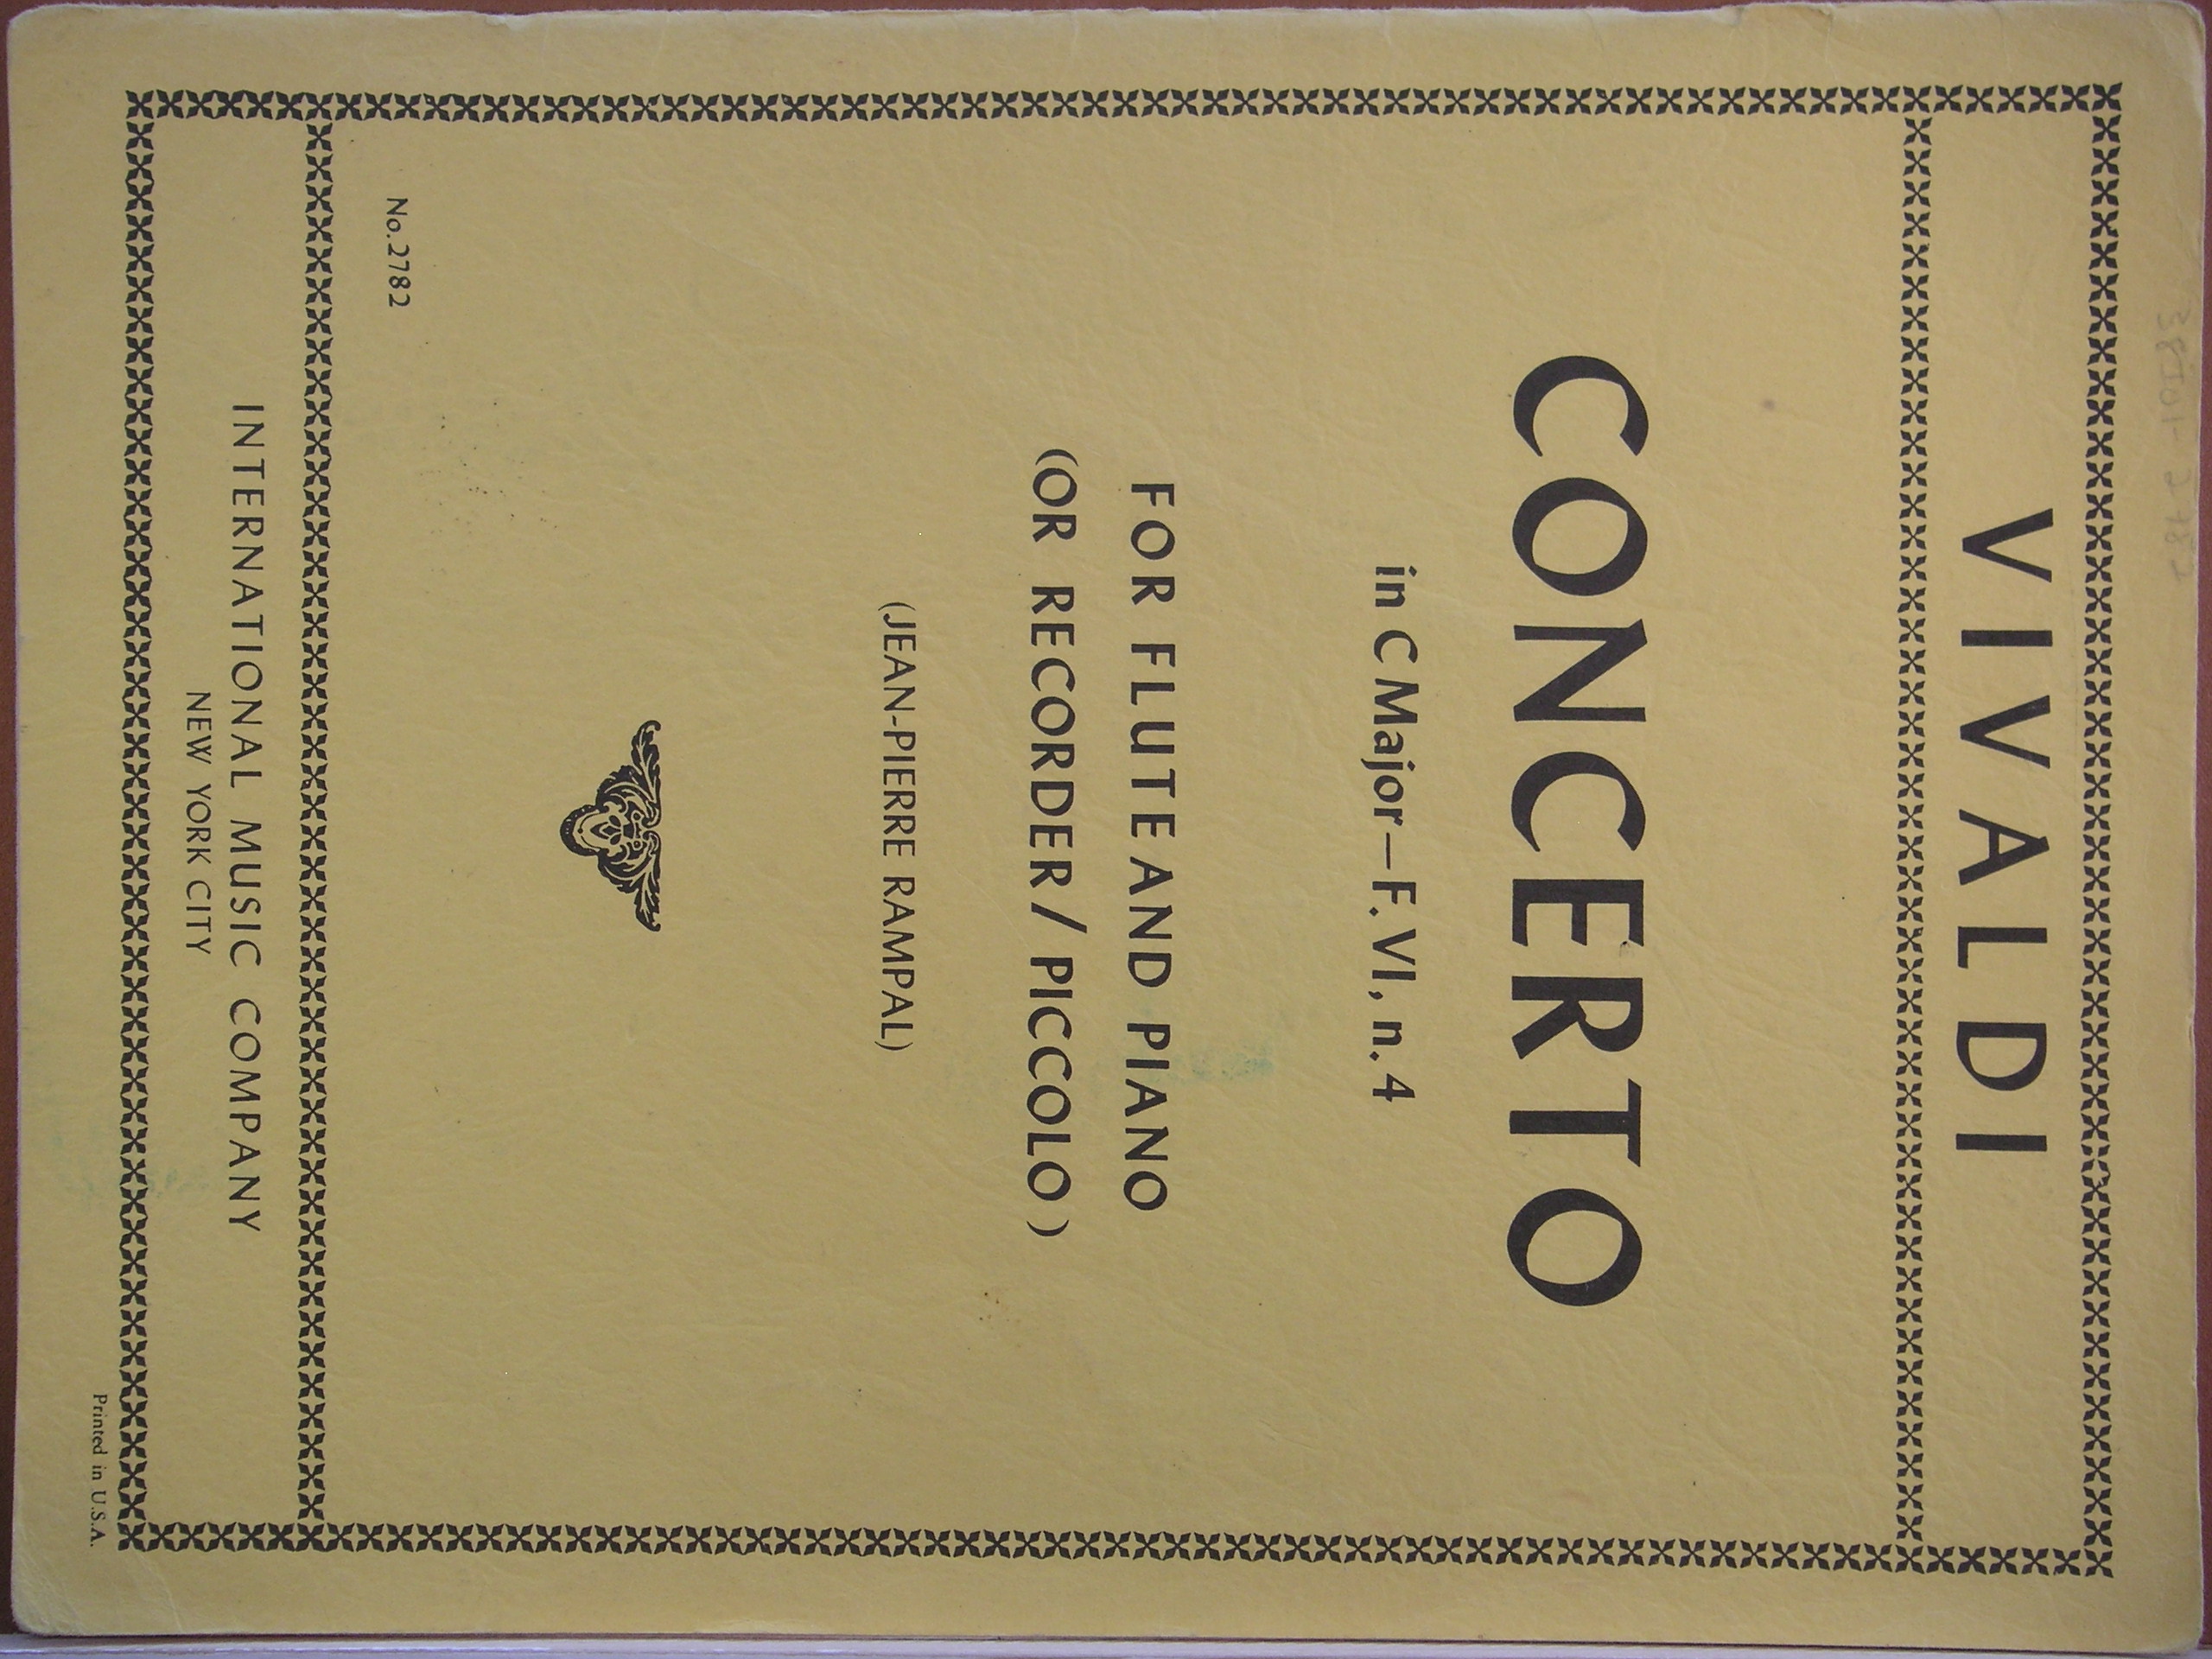 VIVALDI
CONCERTO
in C Major—F. VI, n. 4
FOR FLUTE AND PIANO
(OR RECORDER / PICCOLO)
(JEAN-PIERRE RAMPAL)
No. 2782
INTERNATIONAL MUSIC COMPANY
NEW YORK CITY
Printed in U.S.A.